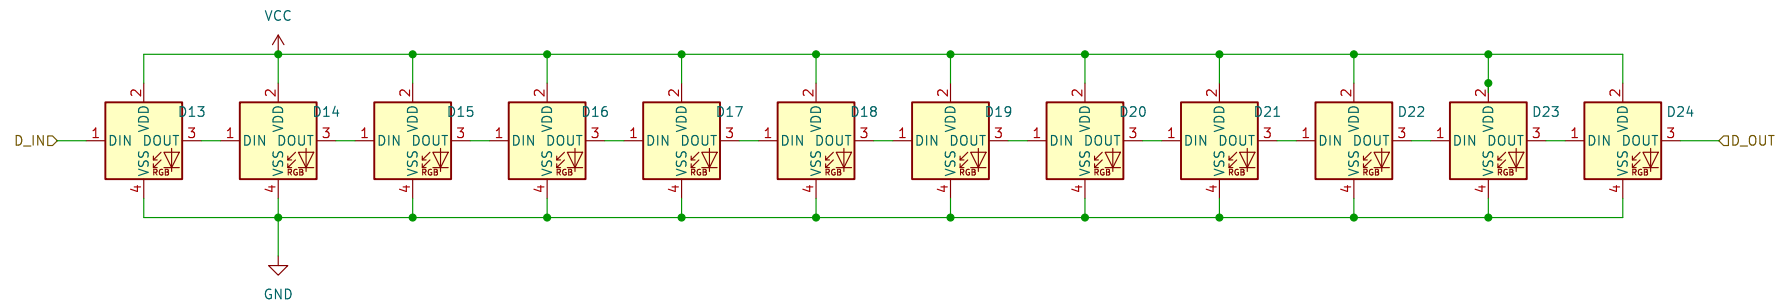 VCC
2 2 2 2 2 2 2 2 2 2 2 2
D13 D14 D15 D16 D17 D18 D19 D20 D21 D22 D23 D24
VDD VDD VDD VDD VDD VDD VDD VDD VDD VDD VDD VDD
D_IN 1 DIN DOUT 3 1 DIN DOUT 3 1 DIN DOUT 3 1 DIN DOUT 3 1 DIN DOUT 3 1 DIN DOUT 3 1 DIN DOUT 3 1 DIN DOUT 3 1 DIN DOUT 3 1 DIN DOUT 3 1 DIN DOUT 3 1 DIN DOUT 3 D_OUT
VSS VSS VSS VSS VSS VSS VSS VSS VSS VSS VSS VSS
RGB RGB RGB RGB RGB RGB RGB RGB RGB RGB RGB RGB
4 4 4 4 4 4 4 4 4 4 4 4
GND